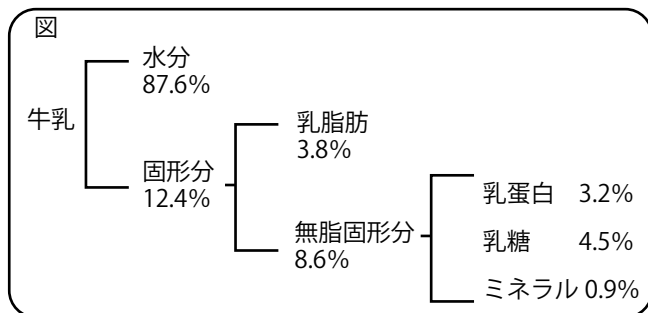 図
水分
87.6%
牛乳
固形分
12.4%
乳脂肪
3.8%
無脂固形分
8.6%
乳蛋白 3.2%
乳糖 4.5%
ミネラル 0.9%